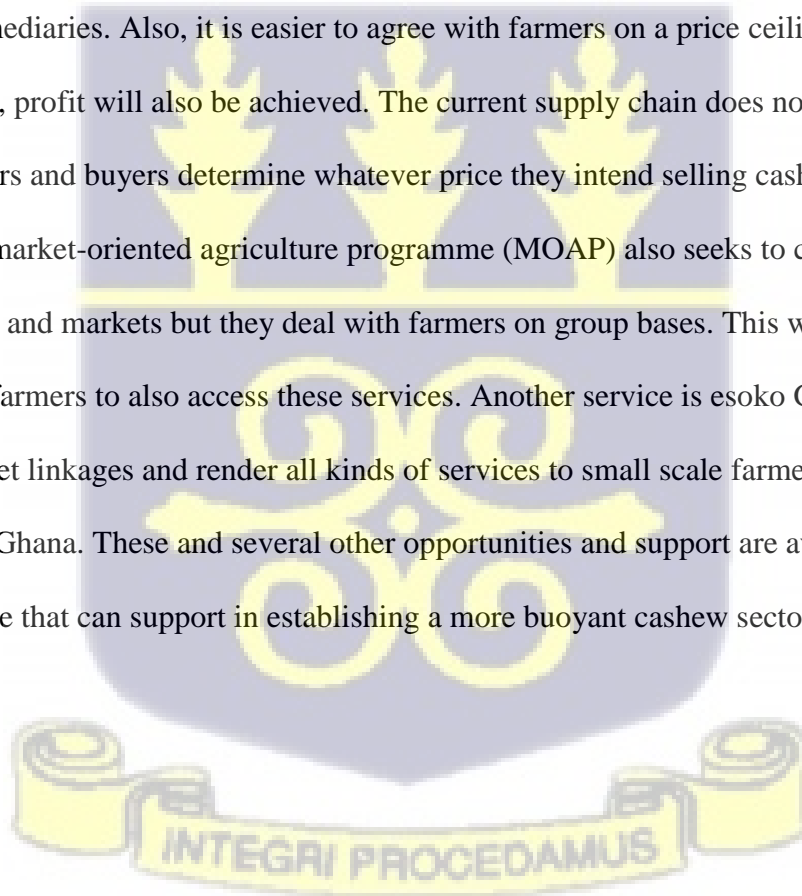 nediaries. Also, it is easier to agree with farmers on a price ceili
, profit will also be achieved. The current supply chain does no
rs and buyers determine whatever price they intend selling cash
market-oriented agriculture programme (MOAP) also seeks to c
and markets but they deal with farmers on group bases. This w
farmers to also access these services. Another service is esoko G
et linkages and render all kinds of services to small scale farme
Ghana. These and several other opportunities and support are av
e that can support in establishing a more buoyant cashew secto
INTEGRI PROCEDAMUS